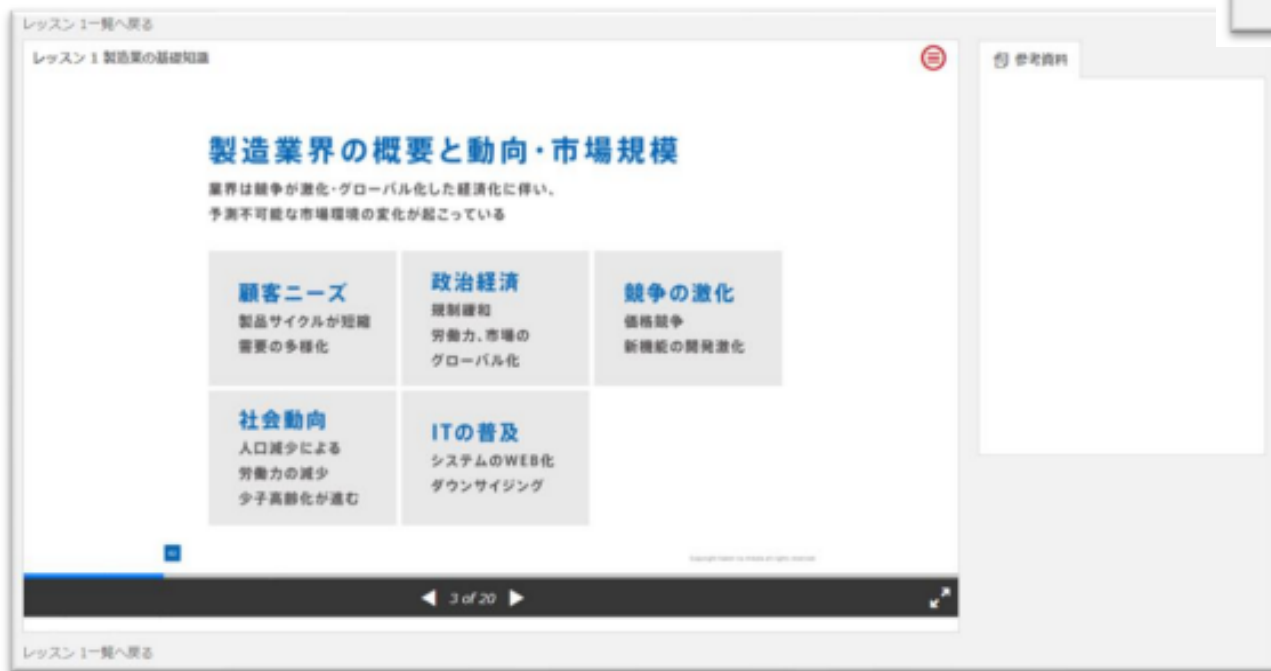 レッスン 1一覧へ戻る
レッスン 1 製造業の基礎知識
参考資料
製造業界の概要と動向・市場規模
業界は競争が激化・グローバル化した経済化に伴い、
予測不可能な市場環境の変化が起こっている
顧客ニーズ
製品サイクルが短縮
需要の多様化
政治経済
規制緩和
労働力、市場の
グローバル化
競争の激化
価格競争
新機能の開発激化
社会動向
人口減少による
労働力の減少
少子高齢化が進む
ITの普及
システムのWEB化
ダウンサイジング
3 of 20
レッスン 1一覧へ戻る